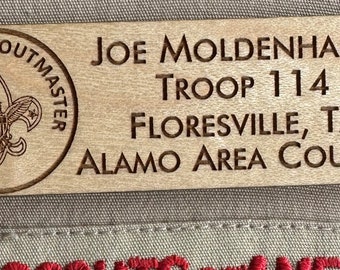 OUTMASTER
JOE MOLDENHA
TROOP 114
FLORESVILLE, T
ALAMO AREA COU